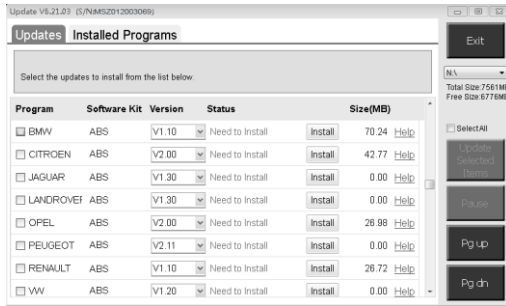 Update V6.21.03 (S/N:MSZ012003069)
Updates Installed Programs
Exit
Select the updates to install from the list below.
N:\
Total Size:7561M
Free Size:6776M
Program Software Kit Version Status Size(MB)
BMW ABS V1.10 Need to Install Install 70.24 Help
CITROEN ABS V2.00 Need to Install Install 42.77 Help
JAGUAR ABS V1.30 Need to Install Install 0.00 Help
LANDROVER ABS V1.30 Need to Install Install 0.00 Help
OPEL ABS V2.00 Need to Install Install 26.98 Help
PEUGEOT ABS V2.11 Need to Install Install 0.00 Help
RENAULT ABS V1.10 Need to Install Install 26.72 Help
VW ABS V1.20 Need to Install Install 0.00 Help
SelectAll
Update
Selected
Items
Pause
Pg up
Pg dn